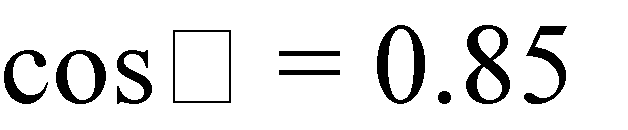 cos□ = 0.85